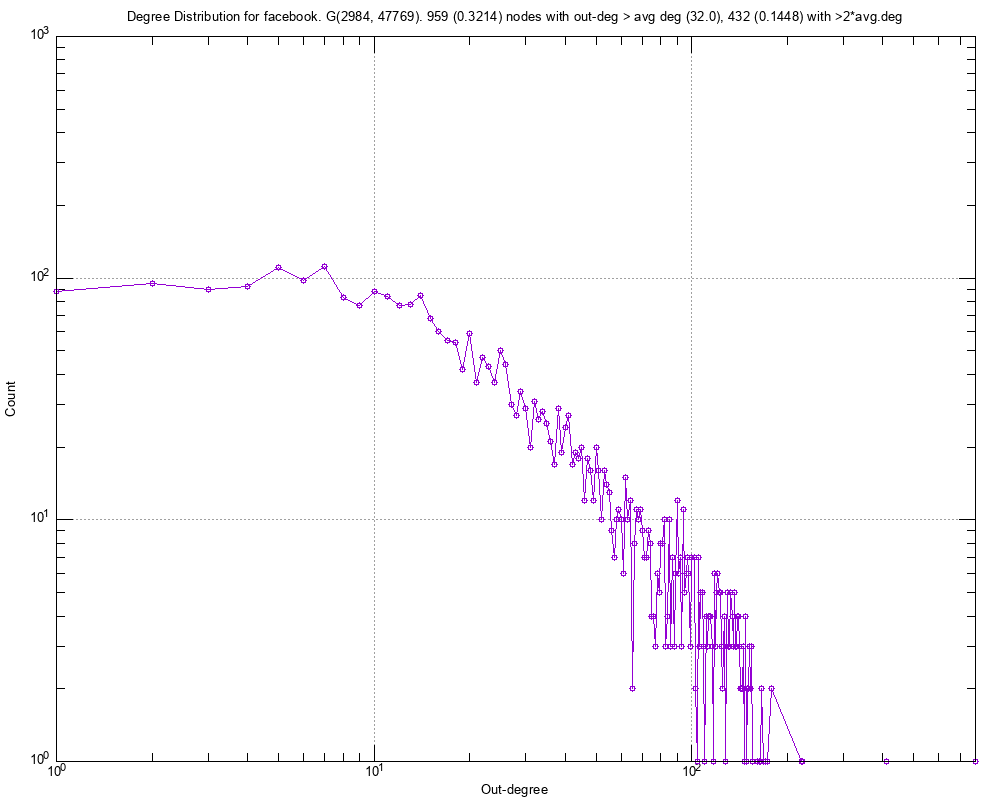 Degree Distribution for facebook. G(2984, 47769). 959 (0.3214) nodes with out-deg > avg deg (32.0), 432 (0.1448) with >2*avg.deg
10³
10²
10¹
10⁰
Count
10⁰ 10¹ 10²
Out-degree